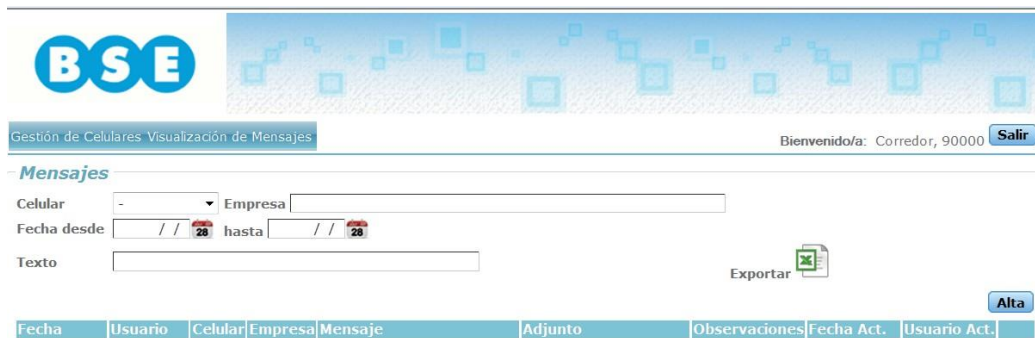 BSE
Gestión de Celulares Visualización de Mensajes
Bienvenido/a: Corredor, 90000 Salir
Mensajes
Celular - Empresa
Fecha desde / / 28 hasta / / 28
Texto
Exportar
Alta
Fecha Usuario Celular Empresa Mensaje Adjunto Observaciones Fecha Act. Usuario Act.